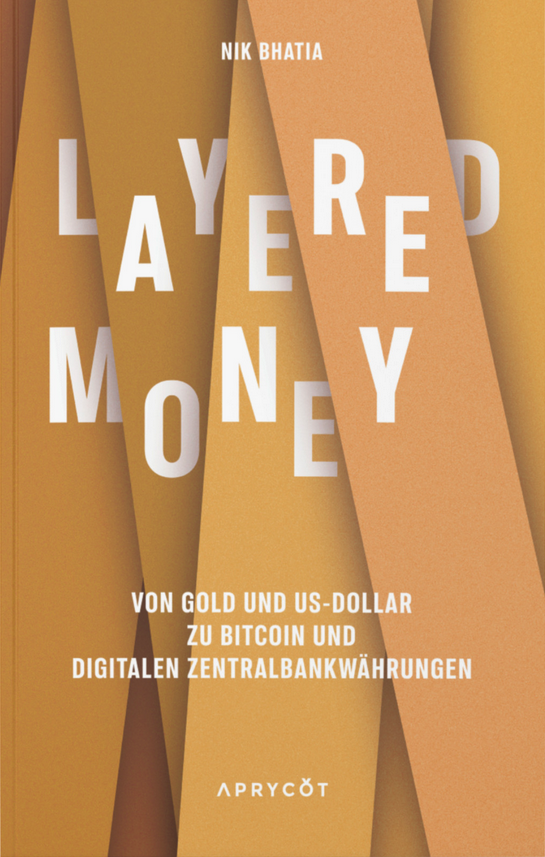 NIK BHATIA
LAYERED
MONEY
VON GOLD UND US-DOLLAR
ZU BITCOIN UND
DIGITALEN ZENTRALBANKWÄHRUNGEN
APRYCOT